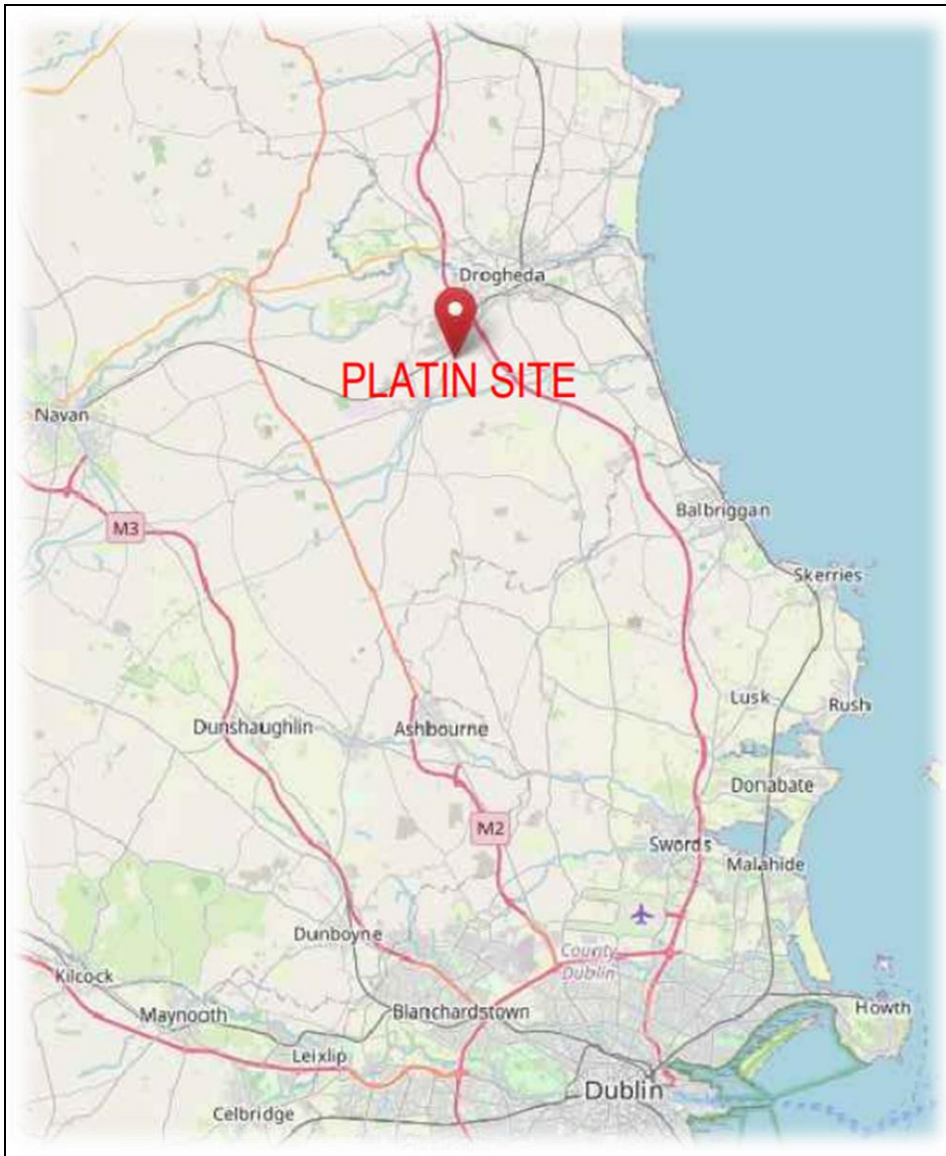 Drogheda
PLATIN SITE
Navan
Balbriggan
M3
Skerries
Lusk
Rush
Dunshaughlin
Ashbourne
Donabate
M2
Swords
Malahide
Dunboyne
County
Dublin
Kilcock
Howth
Maynooth
Blanchardstown
Leixlip
Dublin
Celbridge